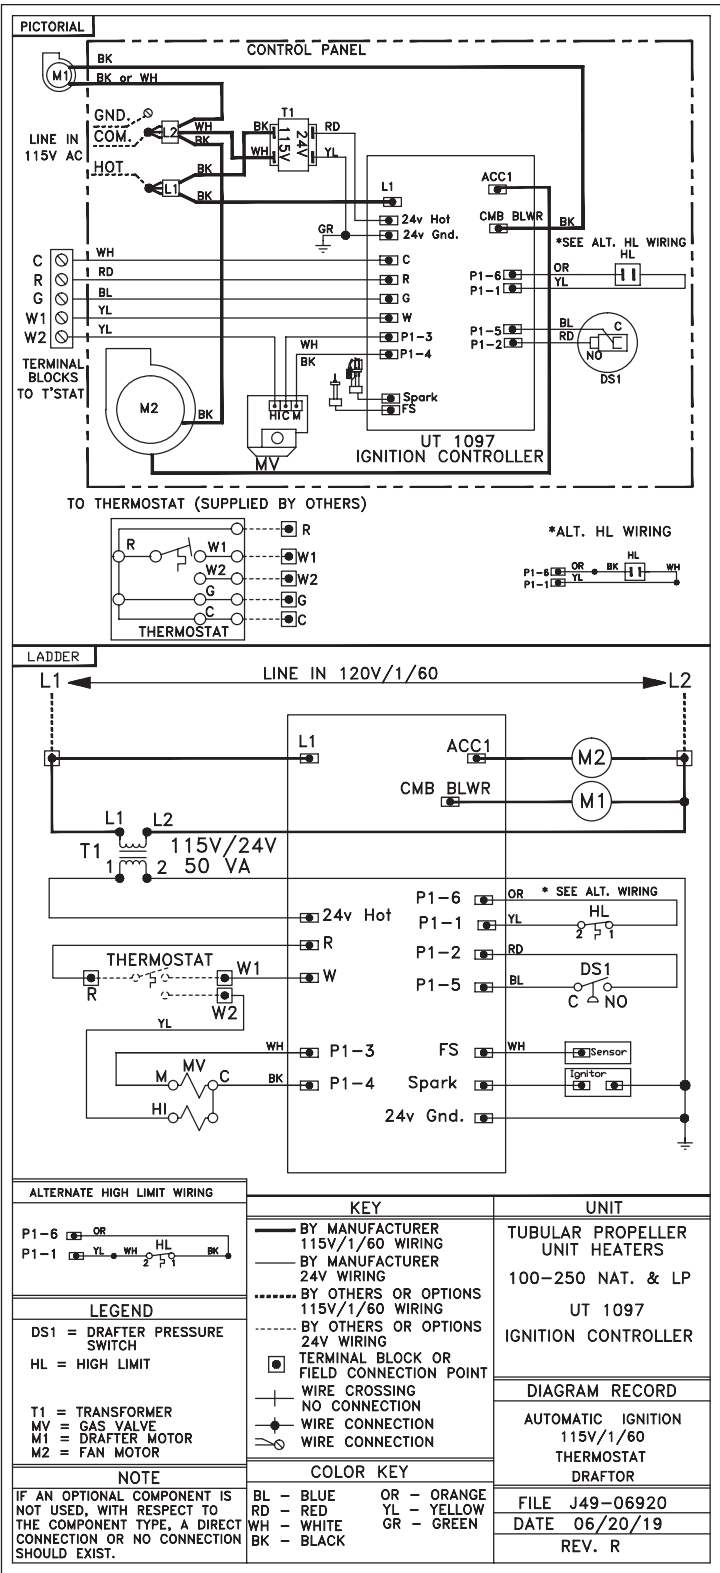 PICTORIAL
CONTROL PANEL
BK
M1
BK or WH
GND.
LINE IN
115V AC
COM.
L2
WH
BK
HOT
L1
BK
BK
T1
BK
WH
115V
24V
RD
YL
GR
L1
24v Hot
24v Gnd.
ACC1
CMB BLWR
BK
*SEE ALT. HL WIRING
HL
P1-6
OR
P1-1
YL
C
WH
C
R
RD
R
G
BL
G
W1
YL
W
W2
YL
P1-3
WH
P1-4
BK
P1-5
BL
C
P1-2
RD
NO
DS1
TERMINAL
BLOCKS
TO T'STAT
M2
BK
HI C M
MV
Spark
FS
UT 1097
IGNITION CONTROLLER
TO THERMOSTAT (SUPPLIED BY OTHERS)
R
R
W1
W1
W2
W2
G
G
C
C
THERMOSTAT
*ALT. HL WIRING
HL
P1-6
OR
BK
WH
P1-1
YL
LADDER
L1
LINE IN 120V/1/60
L2
L1
ACC1
M2
CMB BLWR
M1
L1
L2
T1
115V/24V
50 VA
1
2
24v Hot
P1-6
OR
* SEE ALT. WIRING
P1-1
YL
HL
2
1
R
P1-2
RD
THERMOSTAT
W1
W
R
W2
P1-5
BL
DS1
C
NO
YL
WH
P1-3
FS
WH
Sensor
M
MV
C
BK
P1-4
Spark
Ignitor
HI
24v Gnd.
ALTERNATE HIGH LIMIT WIRING
P1-6
OR
P1-1
YL
WH
HL
2
1
BK
LEGEND
DS1 = DRAFTER PRESSURE
SWITCH
HL = HIGH LIMIT
T1 = TRANSFORMER
MV = GAS VALVE
M1 = DRAFTER MOTOR
M2 = FAN MOTOR
NOTE
IF AN OPTIONAL COMPONENT IS
NOT USED, WITH RESPECT TO
THE COMPONENT TYPE, A DIRECT
CONNECTION OR NO CONNECTION
SHOULD EXIST.
KEY
BY MANUFACTURER
115V/1/60 WIRING
BY MANUFACTURER
24V WIRING
BY OTHERS OR OPTIONS
115V/1/60 WIRING
BY OTHERS OR OPTIONS
24V WIRING
TERMINAL BLOCK OR
FIELD CONNECTION POINT
WIRE CROSSING
NO CONNECTION
WIRE CONNECTION
WIRE CONNECTION
COLOR KEY
BL - BLUE
OR - ORANGE
RD - RED
YL - YELLOW
WH - WHITE
GR - GREEN
BK - BLACK
UNIT
TUBULAR PROPELLER
UNIT HEATERS
100-250 NAT. & LP
UT 1097
IGNITION CONTROLLER
DIAGRAM RECORD
AUTOMATIC IGNITION
115V/1/60
THERMOSTAT
DRAFTOR
FILE J49-06920
DATE 06/20/19
REV. R